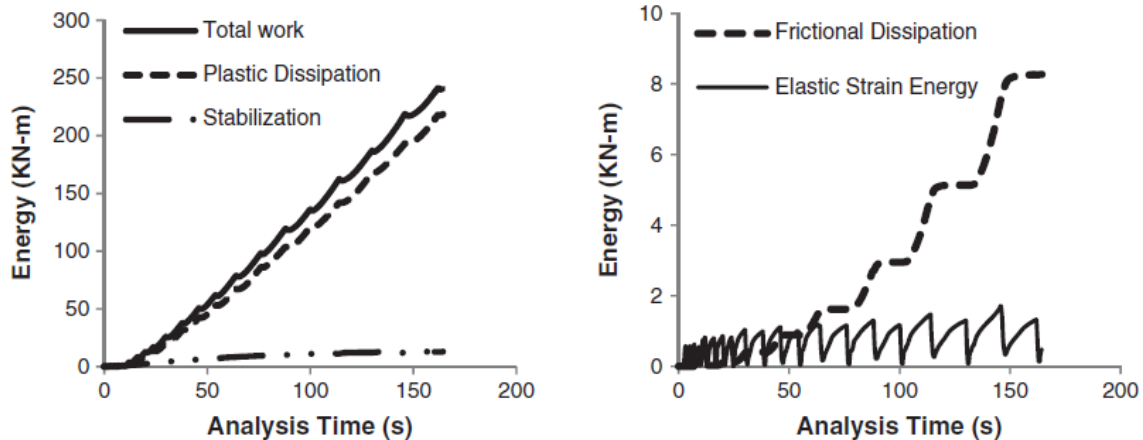 300
250
200
150
100
50
0
Energy (KN-m)
Total work
Plastic Dissipation
Stabilization
0 50 100 150 200
Analysis Time (s)
10
8
6
4
2
0
Energy (KN-m)
Frictional Dissipation
Elastic Strain Energy
0 50 100 150 200
Analysis Time (s)